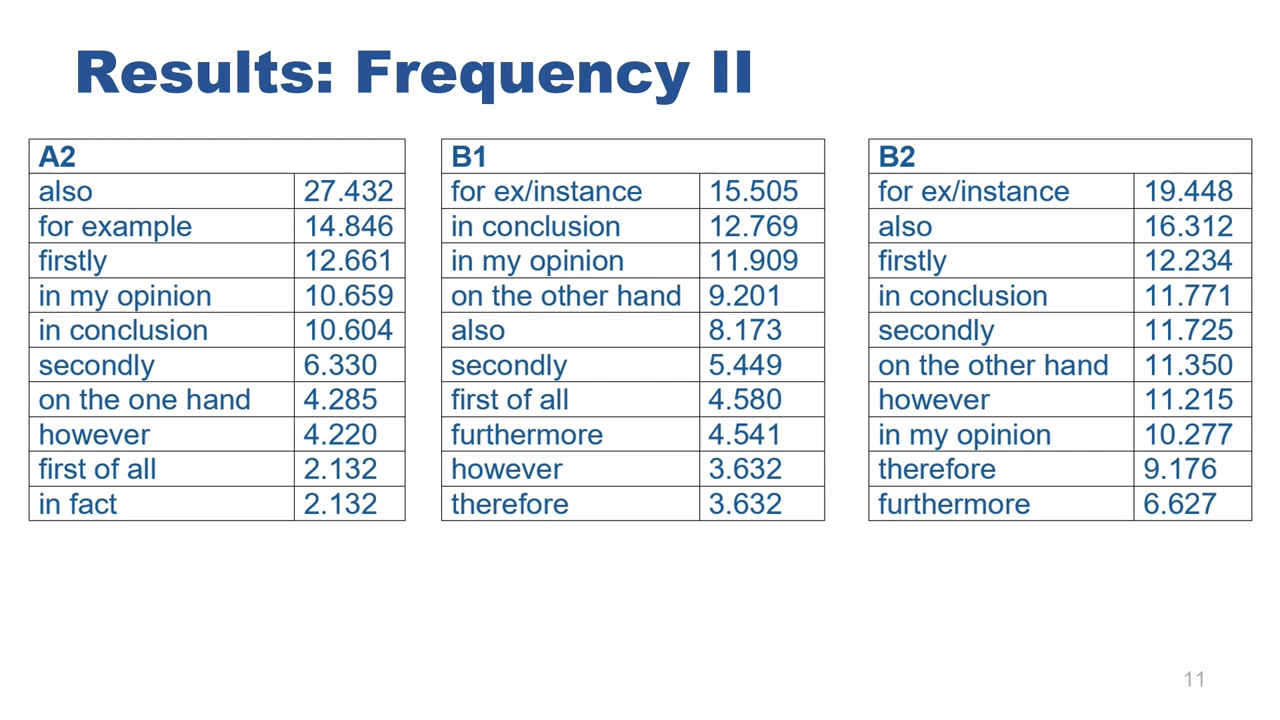 Results: Frequency II
A2
also 27.432
for example 14.846
firstly 12.661
in my opinion 10.659
in conclusion 10.604
secondly 6.330
on the one hand 4.285
however 4.220
first of all 2.132
in fact 2.132
B1
for ex/instance 15.505
in conclusion 12.769
in my opinion 11.909
on the other hand 9.201
also 8.173
secondly 5.449
first of all 4.580
furthermore 4.541
however 3.632
therefore 3.632
B2
for ex/instance 19.448
also 16.312
firstly 12.234
in conclusion 11.771
secondly 11.725
on the other hand 11.350
however 11.215
in my opinion 10.277
therefore 9.176
furthermore 6.627
11